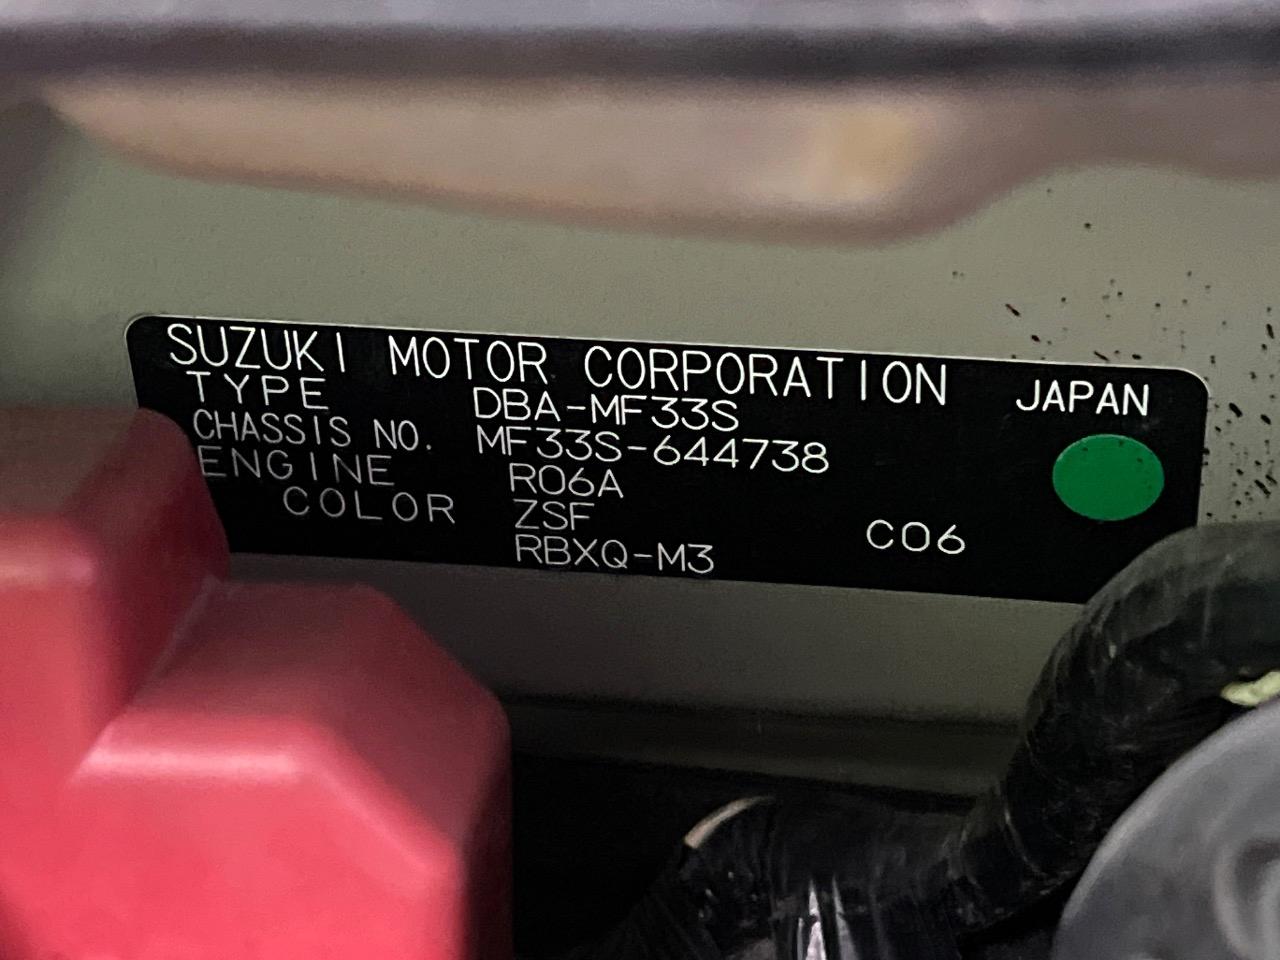 SUZUKI MOTOR CORPORATION JAPAN
TYPE DBA-MF33S
CHASSIS NO. MF33S-644738
ENGINE R06A
COLOR ZSF C06
RBXQ-M3